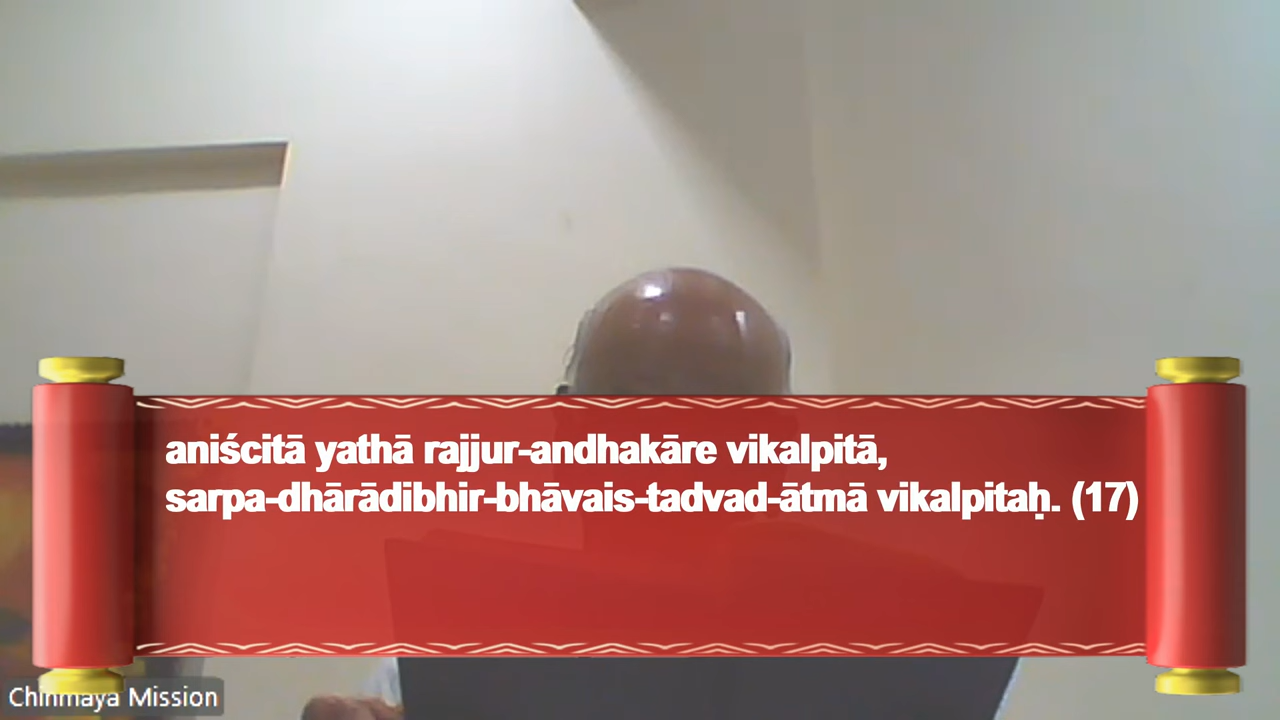 aniścitā yathā rajjur-andhakāre vikalpitā,
sarpa-dhārādibhir-bhāvais-tadvad-ātmā vikalpitaḥ. (17)
Chinmaya Mission